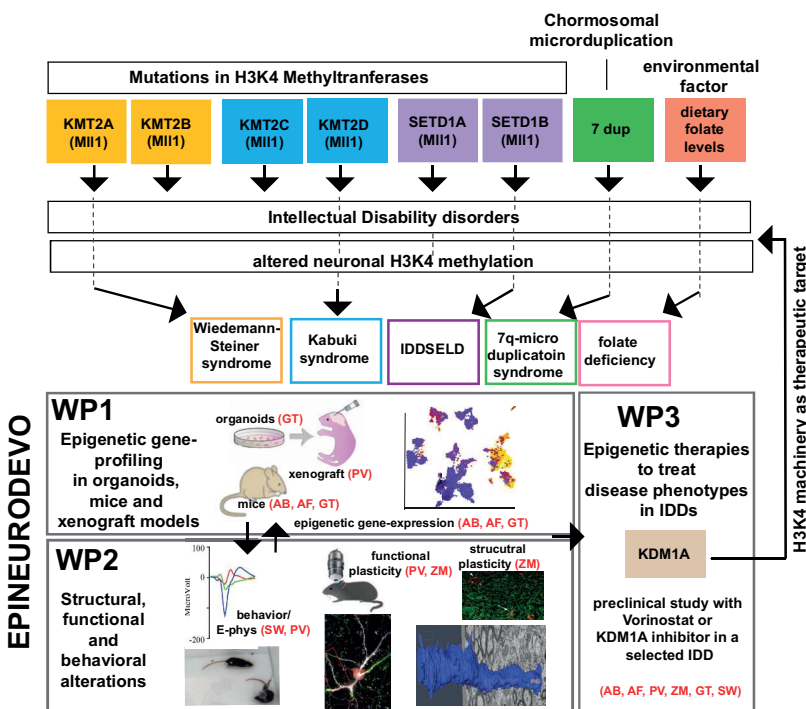 Chormosomal
microrduplication
Mutations in H3K4 Methyltranferases
environmental
factor
KMT2A
(Mll1)
KMT2B
(Mll1)
KMT2C
(Mll1)
KMT2D
(Mll1)
SETD1A
(Mll1)
SETD1B
(Mll1)
7 dup
dietary
folate
levels
Intellectual Disability disorders
altered neuronal H3K4 methylation
Wiedemann-
Steiner
syndrome
Kabuki
syndrome
IDDSELD
7q-micro
duplicatoin
syndrome
folate
deficiency
H3K4 machinery as therapeutic target
EPINEURODEVO
WP1
Epigenetic gene-
profiling
in organoids,
mice and
xenograft models
organoids (GT)
xenograft (PV)
mice (AB, AF, GT)
epigenetic gene-expression (AB, AF, GT)
WP2
Structural,
functional
and
behavioral
alterations
100
0
-200
MicroVolt
behavior/
E-phys (SW, PV)
functional
plasticity (PV, ZM)
strucutral
plasticity (ZM)
WP3
Epigenetic therapies
to treat
disease phenotypes
in IDDs
KDM1A
preclinical study with
Vorinostat or
KDM1A inhibitor in a
selected IDD
(AB, AF, PV, ZM, GT, SW)